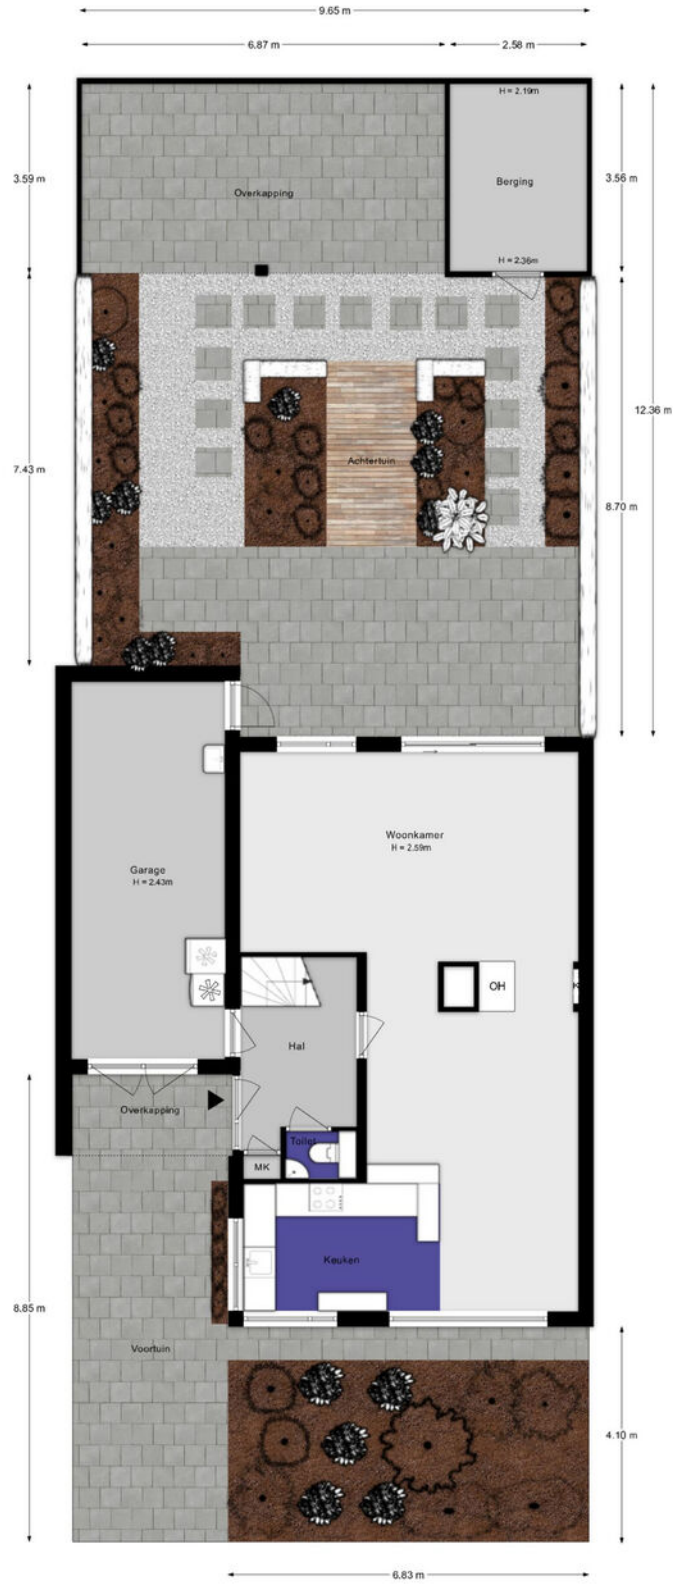 9.65 m
6.87 m
2.58 m
H = 2.19m
3.59 m
Overkapping
Berging
3.56 m
H = 2.36m
12.36 m
7.43 m
Achtertuin
8.70 m
Woonkamer
H = 2.59m
Garage
H = 2.43m
OH
K
Hal
Overkapping
Toilet
MK
Keuken
8.85 m
Voortuin
4.10 m
6.83 m